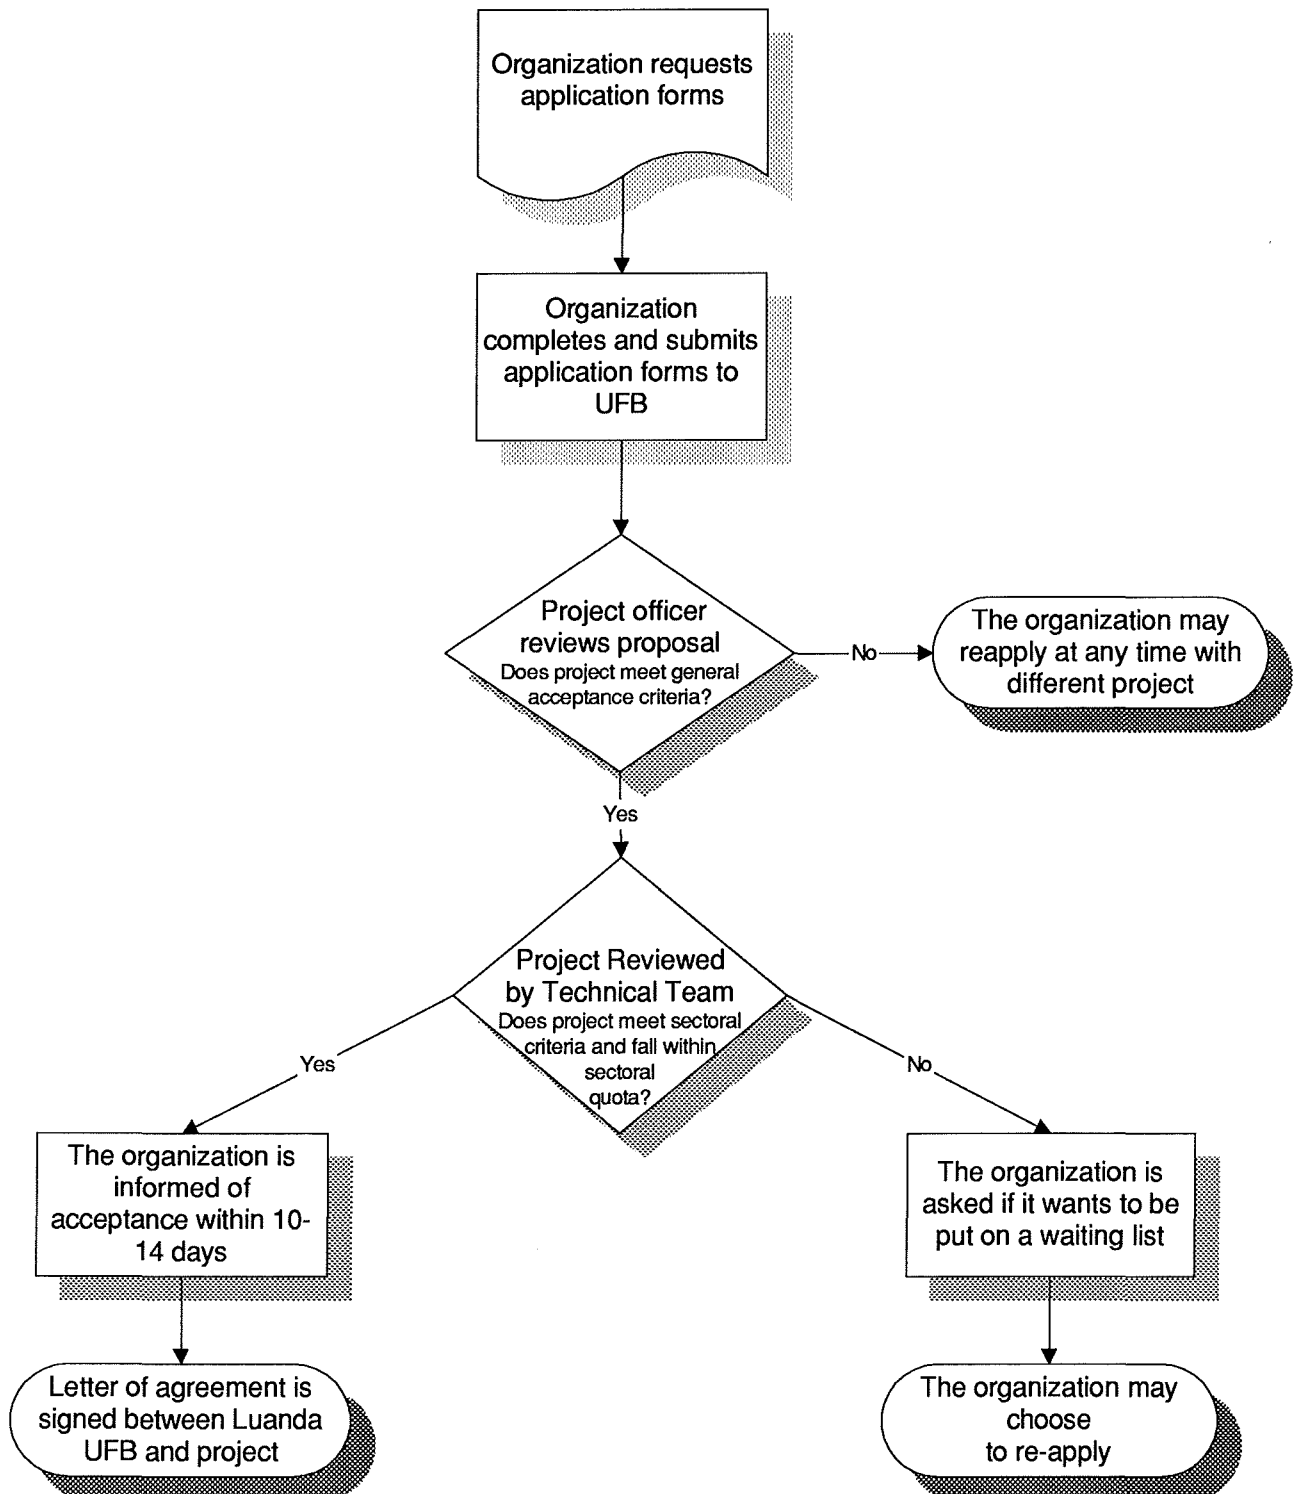 Organization requests
application forms
Organization
completes and submits
application forms to
UFB
Project officer
reviews proposal
Does project meet general
acceptance criteria?
No
The organization may
reapply at any time with
different project
Yes
Project Reviewed
by Technical Team
Does project meet sectoral
criteria and fall within
sectoral
quota?
Yes
No
The organization is
informed of
acceptance within 10-
14 days
The organization is
asked if it wants to be
put on a waiting list
Letter of agreement is
signed between Luanda
UFB and project
The organization may
choose
to re-apply